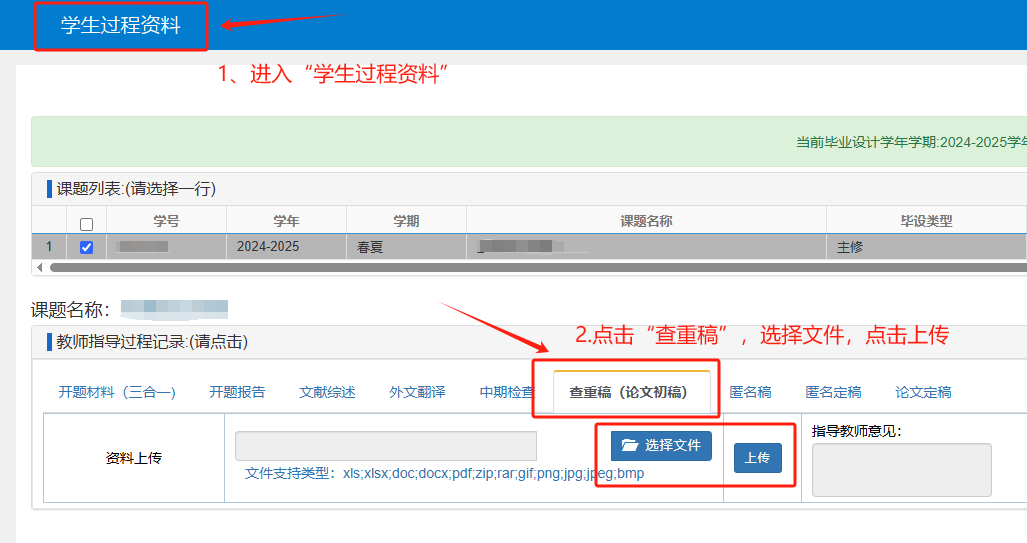 学生过程资料
1、进入“学生过程资料”
当前毕业设计学年学期:2024-2025学年
课题列表:(请选择一行)
学号 学年 学期 课题名称 毕设类型
1 2024-2025 春夏 主修
课题名称：
2.点击“查重稿”，选择文件，点击上传
教师指导过程记录:(请点击)
开题材料（三合一） 开题报告 文献综述 外文翻译 中期检查 查重稿（论文初稿） 匿名稿 匿名定稿 论文定稿
指导教师意见：
资料上传 选择文件 上传
文件支持类型：xls;xlsx;doc;docx;pdf;zip;rar;gif;png;jpg;jpeg;bmp